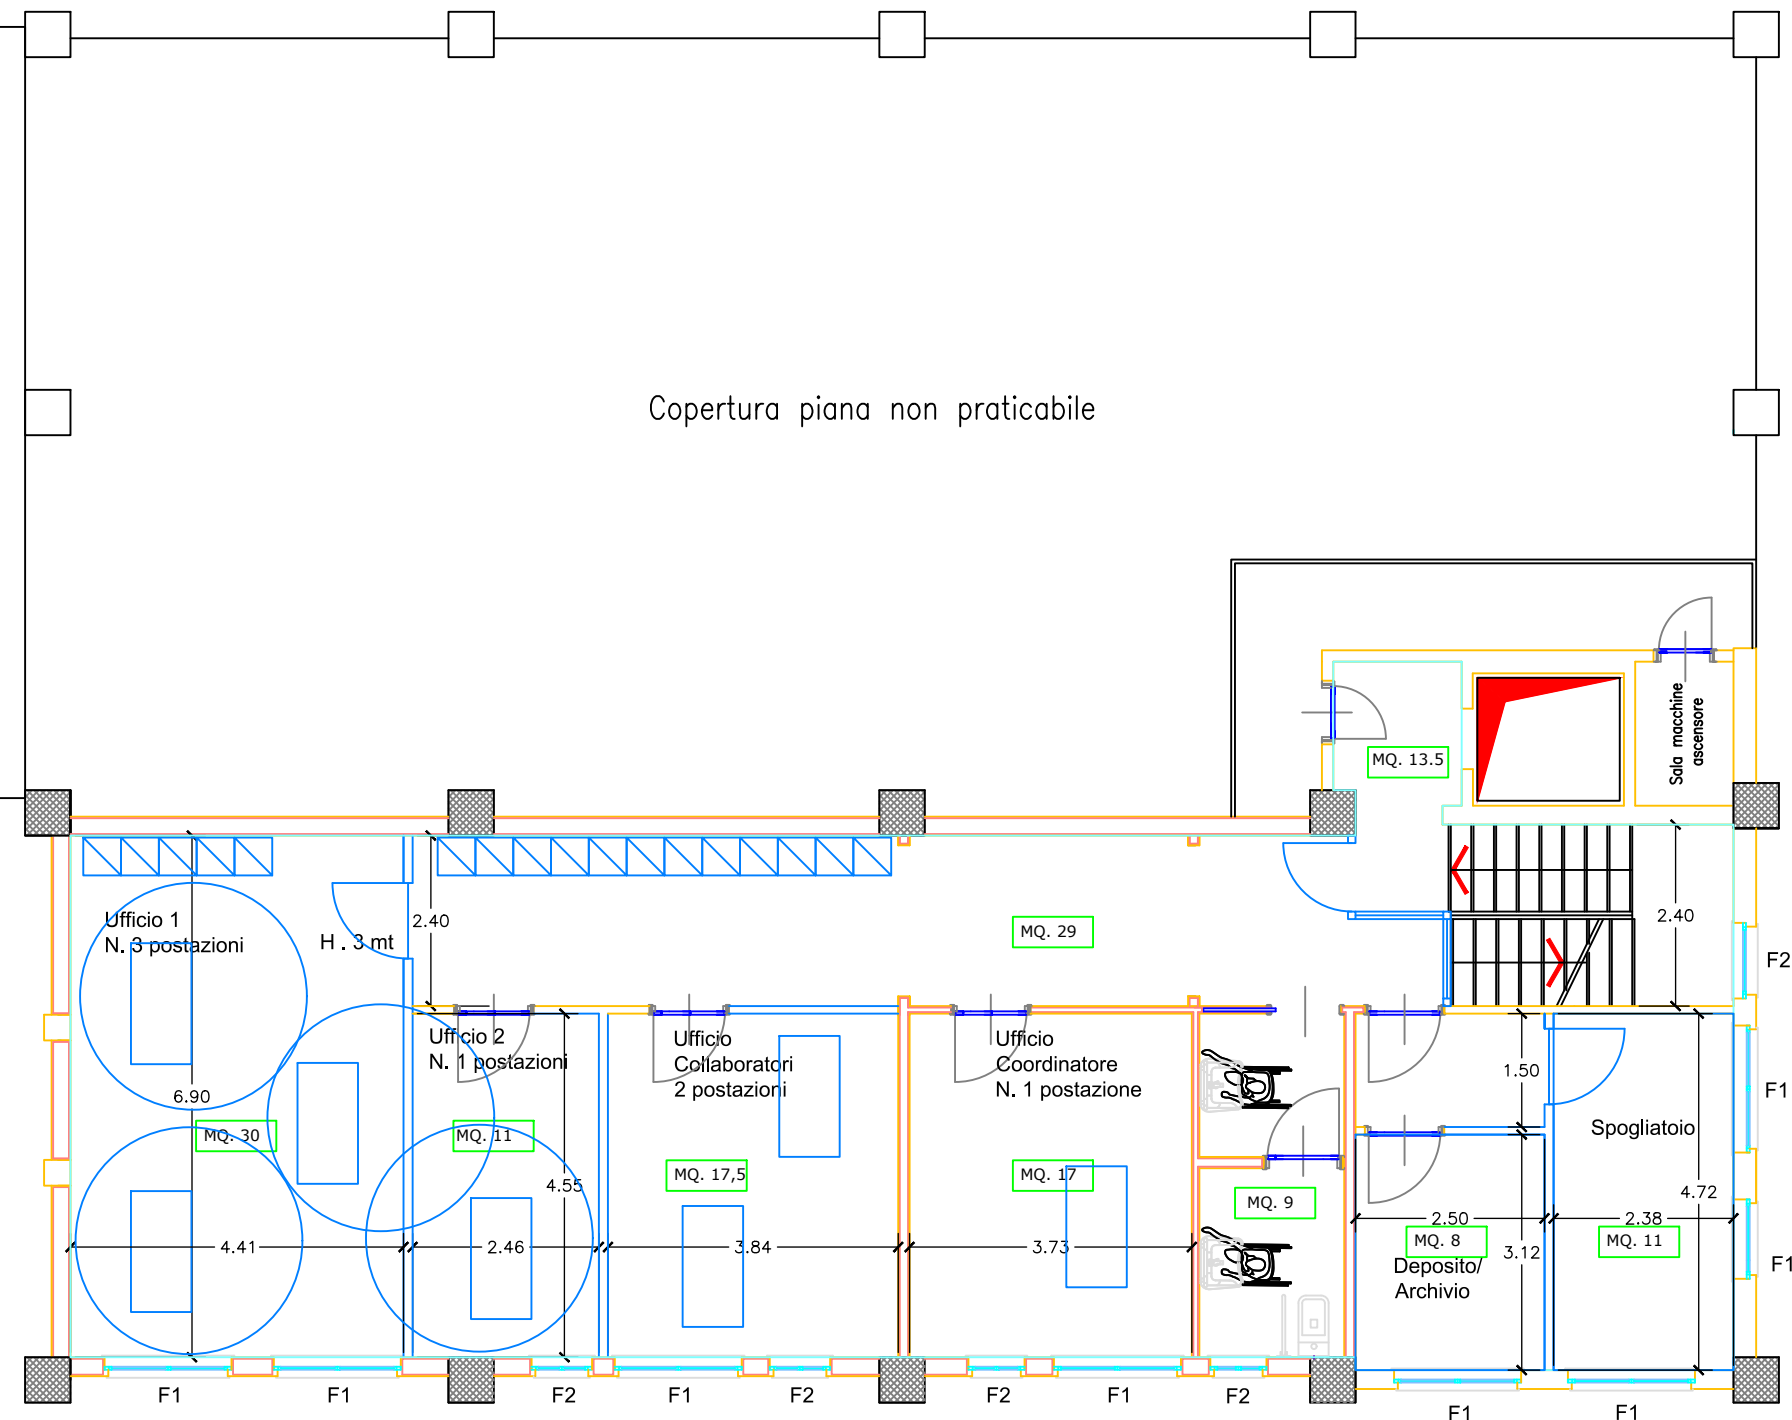 Copertura piana non praticabile
Sala macchine
ascensore
MQ. 13.5
Ufficio 1
N. 3 postazioni
H . 3 mt
2.40
MQ. 29
2.40
F2
Ufficio 2
N. 1 postazioni
Ufficio
Collaboratori
2 postazioni
Ufficio
Coordinatore
N. 1 postazione
1.50
F1
6.90
MQ. 30
MQ. 11
Spogliatoio
MQ. 17,5
MQ. 17
4.55
MQ. 9
4.72
4.41
2.46
3.84
3.73
2.50
2.38
MQ. 8
3.12
MQ. 11
Deposito/
Archivio
F1
F1
F1
F2
F1
F2
F2
F1
F2
F1
F1